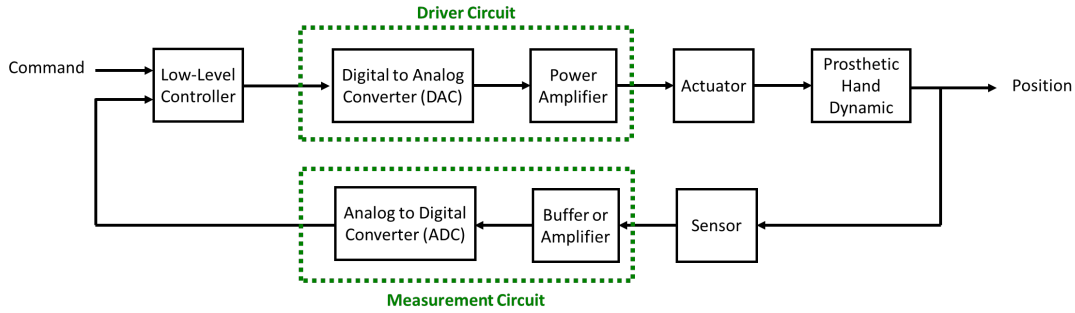 Driver Circuit
Command
Low-Level
Controller
Digital to Analog
Converter (DAC)
Power
Amplifier
Actuator
Prosthetic
Hand
Dynamic
Position
Analog to Digital
Converter (ADC)
Buffer or
Amplifier
Sensor
Measurement Circuit